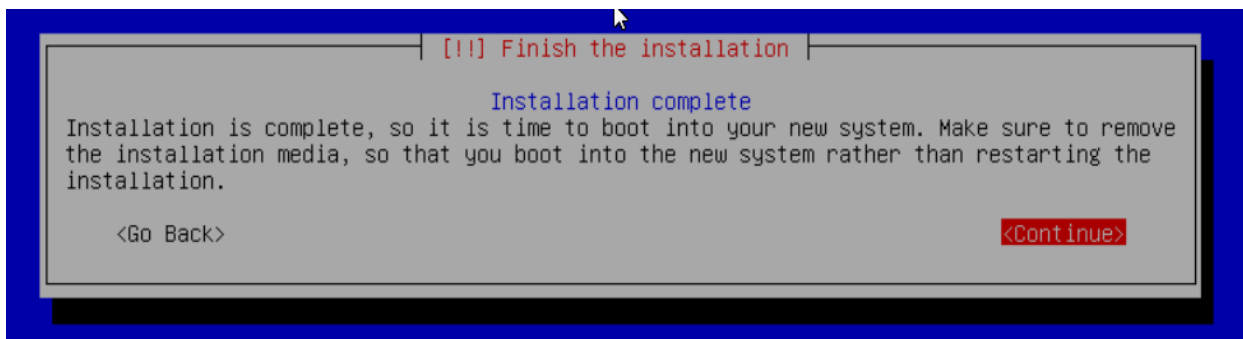 [!!] Finish the installation
Installation complete
Installation is complete, so it is time to boot into your new system. Make sure to remove
the installation media, so that you boot into the new system rather than restarting the
installation.
<Go Back> <Continue>